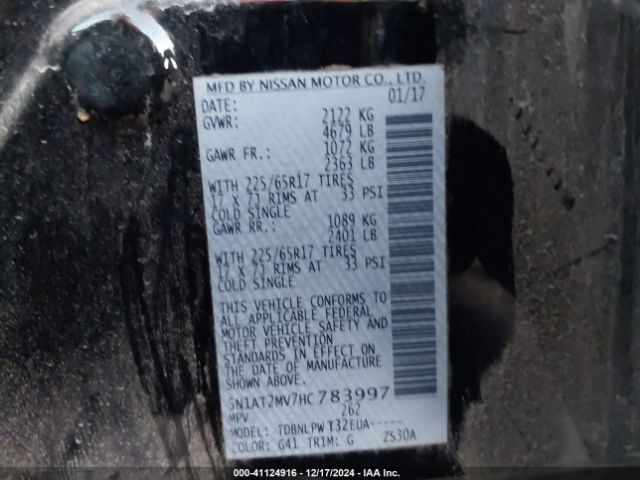 MFD BY NISSAN MOTOR CO., LTD.
DATE: 01/17
GVWR: 2122 KG
4679 LB
GAWR FR.: 1072 KG
2363 LB
WITH 225/65R17 TIRES
17 X 7J RIMS AT 33 PSI
COLD SINGLE
GAWR RR.: 1089 KG
2401 LB
WITH 225/65R17 TIRES
17 X 7J RIMS AT 33 PSI
COLD SINGLE
THIS VEHICLE CONFORMS TO
ALL APPLICABLE FEDERAL
MOTOR VEHICLE SAFETY AND
THEFT PREVENTION
STANDARDS IN EFFECT ON
THE DATE OF MANUFACTURE
SHOWN ABOVE.
5N1AT2MV7HC783997
MPV 262
MODEL: TDBNLPW T32EUA-----
COLOR: G41 TRIM: G ZS30A
000-41124916 - 12/17/2024 - IAA Inc.